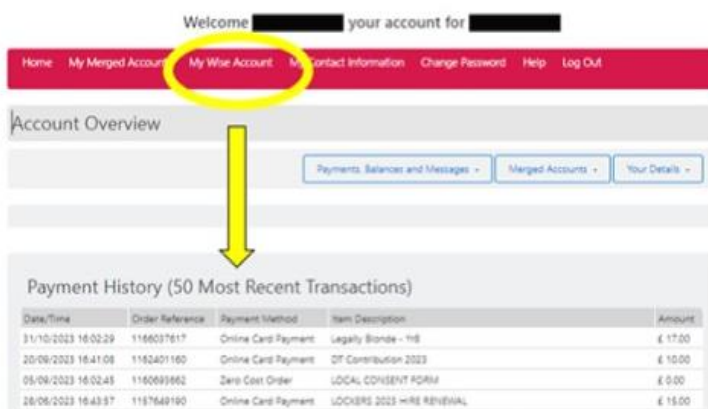 Welcome your account for
Home My Merged Account My Wise Account My Contact Information Change Password Help Log Out
Account Overview
Payments, Balances and Messages Merged Accounts Your Details
Payment History (50 Most Recent Transactions)
Date/Time Order Reference Payment Method Item Description Amount
31/10/2023 16:02:29 1166037617 Online Card Payment Legally Blonde - Yr8 £ 17.00
20/09/2023 16:41:08 1162401160 Online Card Payment DT Contribution 2023 £ 10.00
05/09/2023 16:02:45 1160693662 Zero Cost Order LOCAL CONSENT FORM £ 0.00
28/06/2023 16:43:57 1157649190 Online Card Payment LOCKERS 2023 HIRE RENEWAL £ 15.00